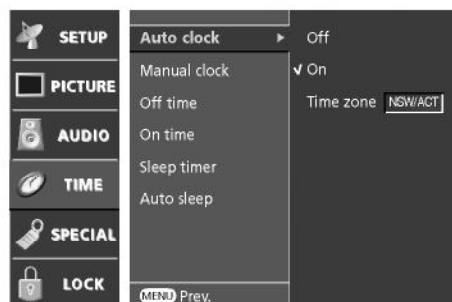 SETUP
PICTURE
AUDIO
TIME
SPECIAL
LOCK
Auto clock
Manual clock
Off time
On time
Sleep timer
Auto sleep
MENU Prev.
Off
√ On
Time zone NSW/ACT